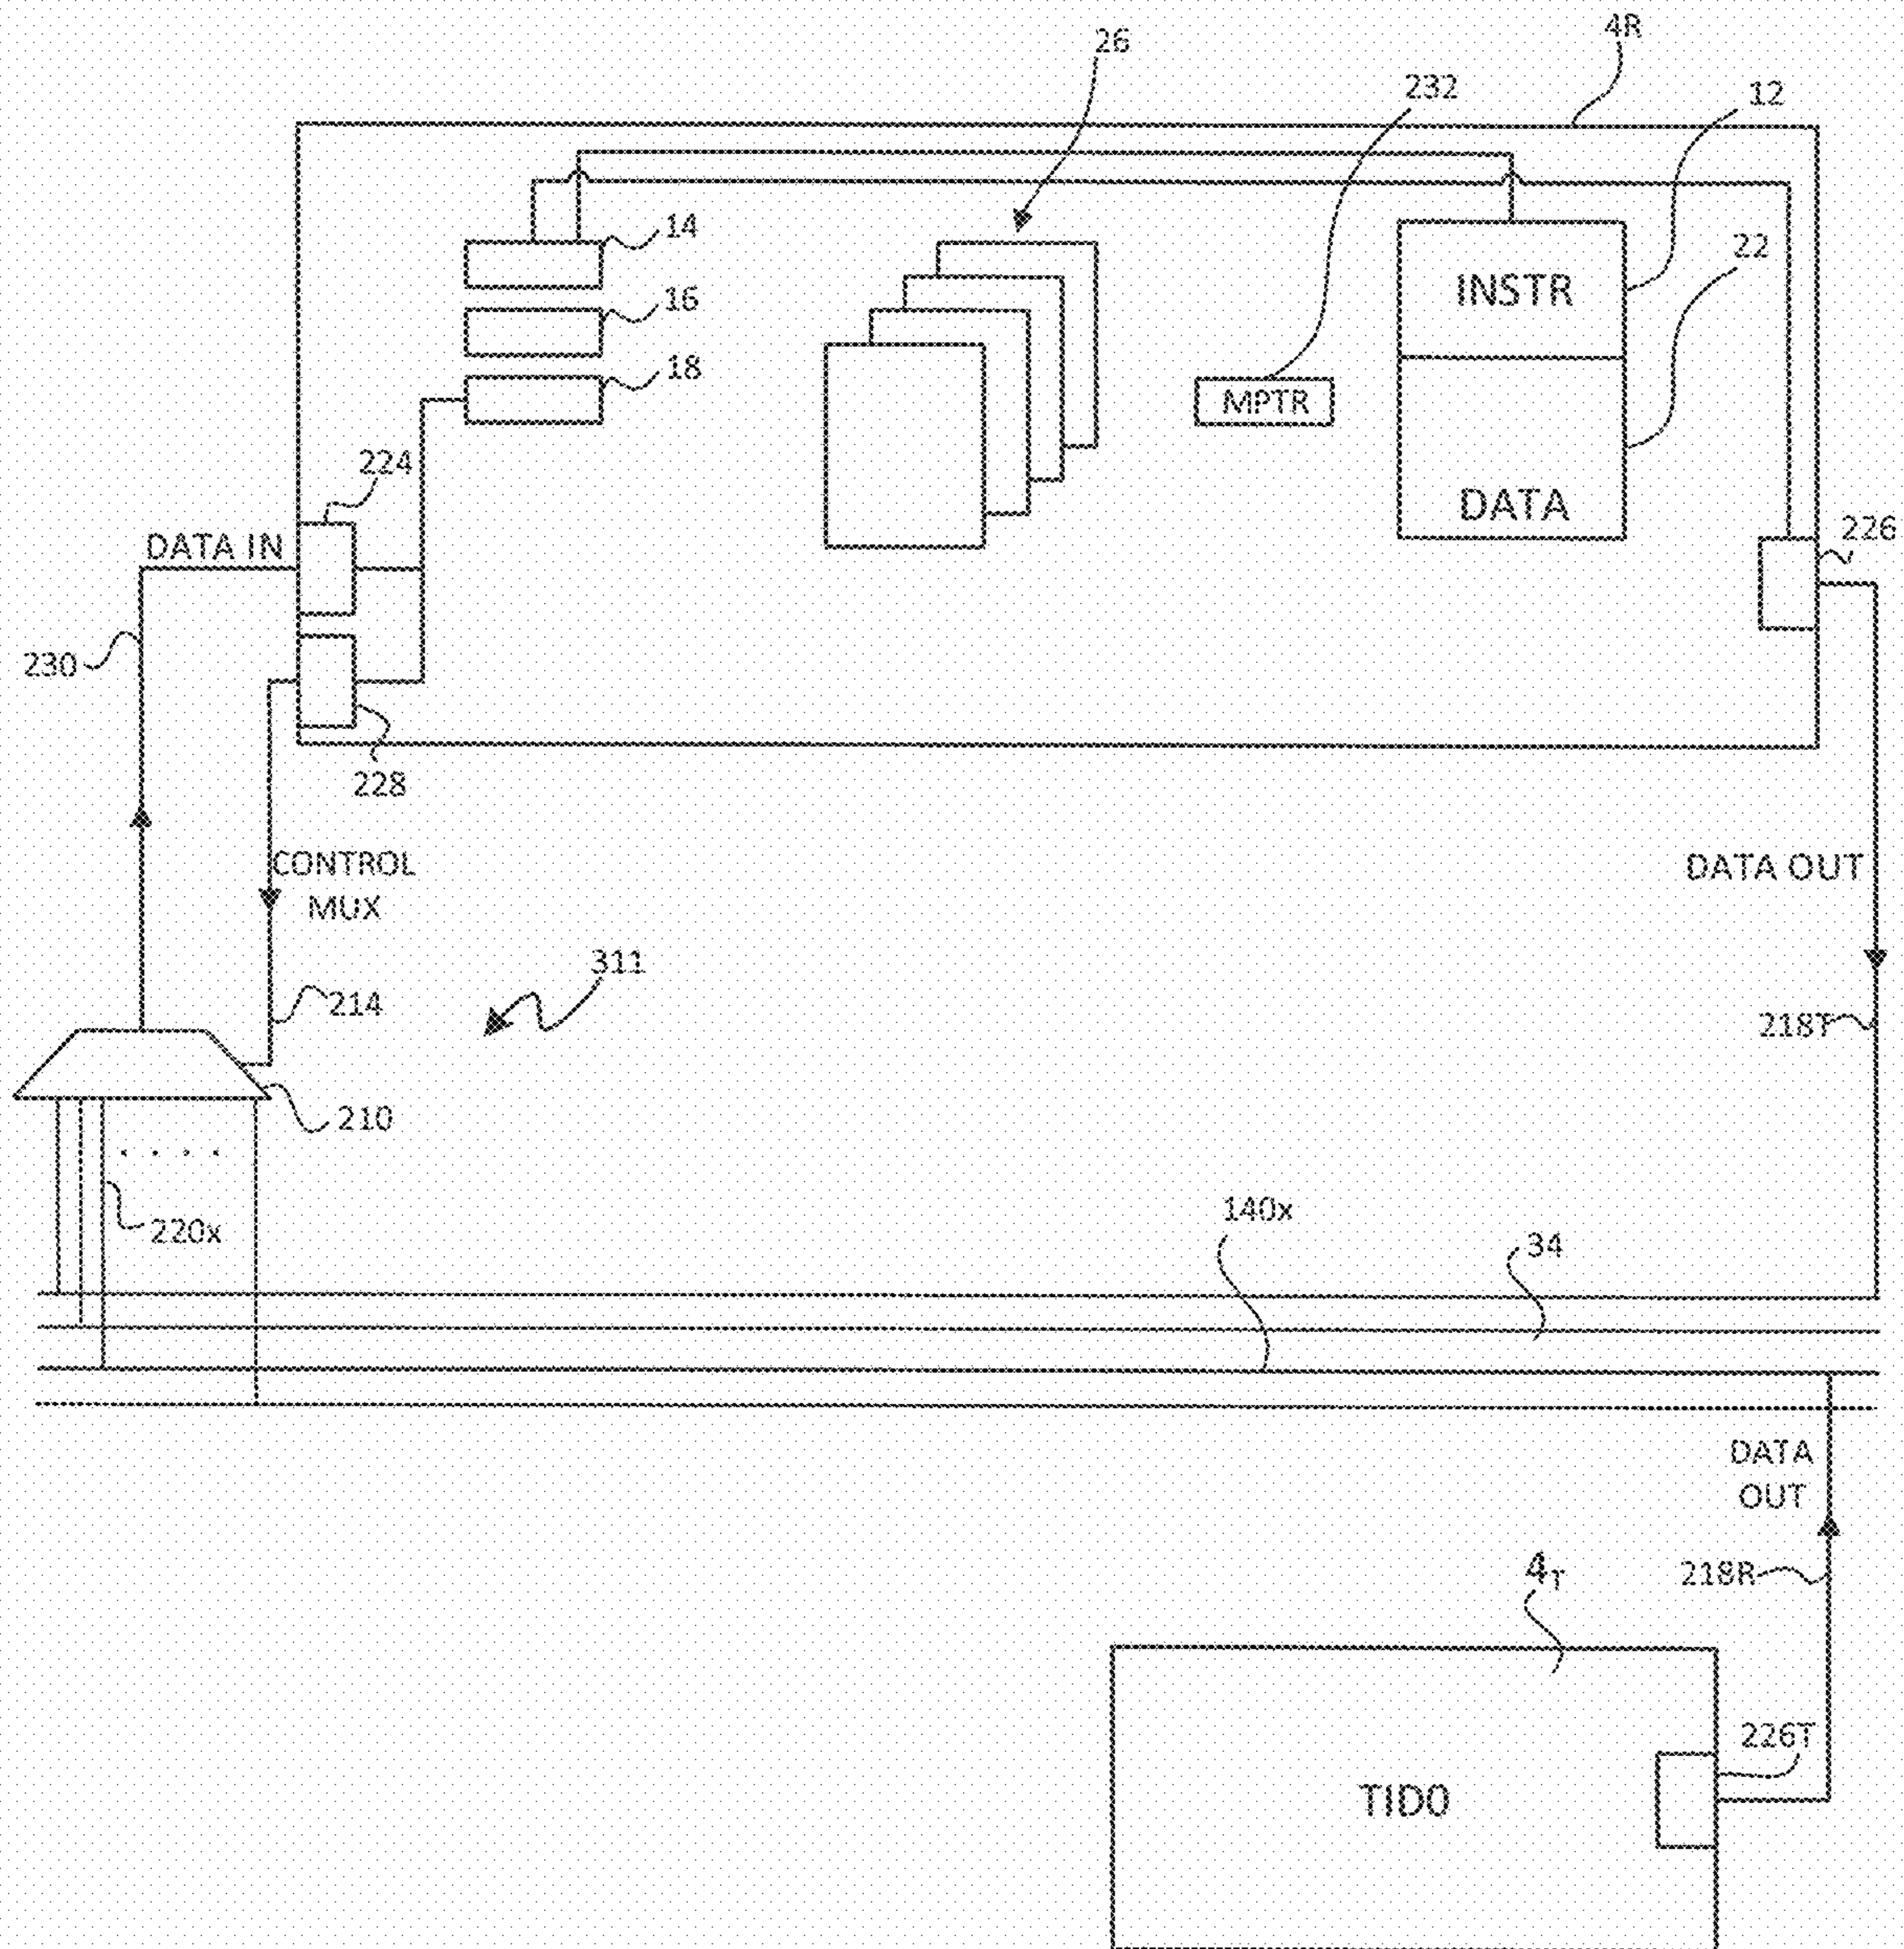 4R
26
232
12
14
INSTR
22
16
18
MPTR
224
DATA
226
DATA IN
230
228
CONTROL
MUX
DATA OUT
311
214
218T
210
. . . .
220x
140x
34
DATA
OUT
4T
218R
226T
TID0